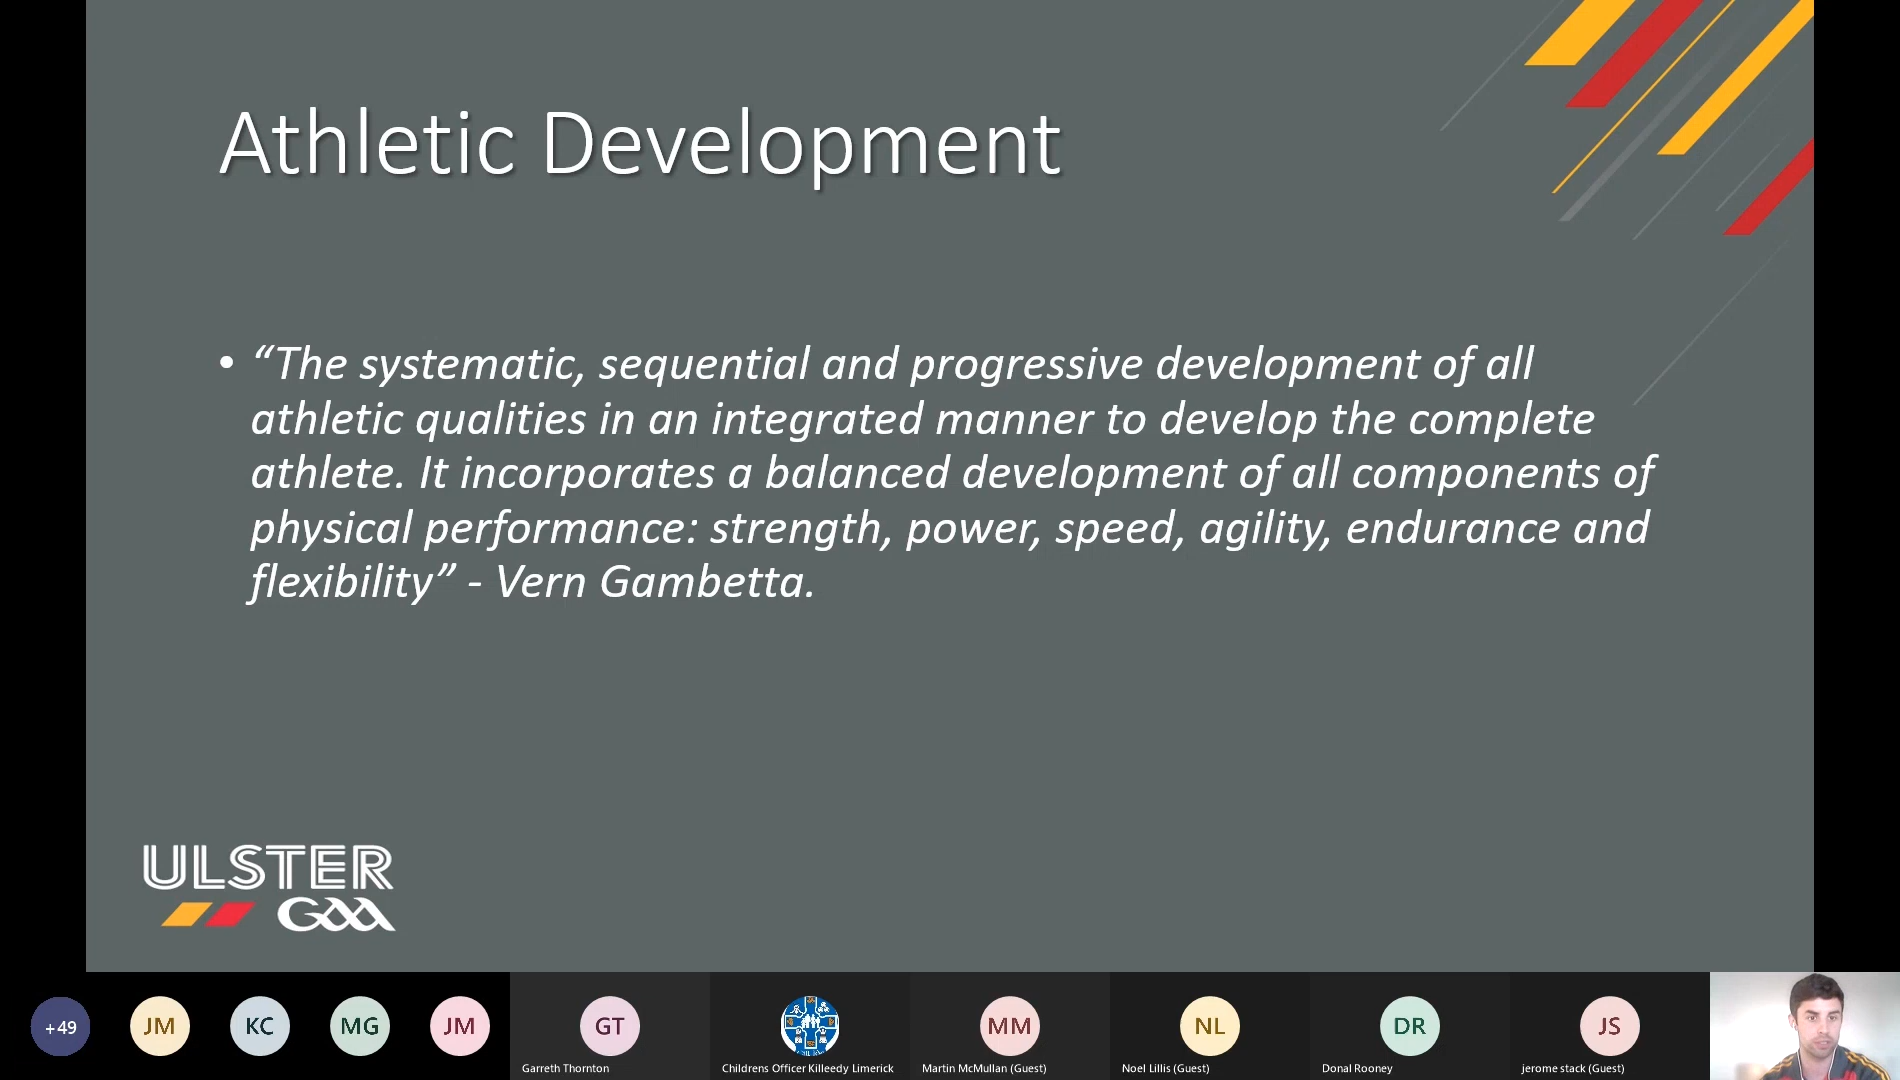 Athletic Development
• “The systematic, sequential and progressive development of all
athletic qualities in an integrated manner to develop the complete
athlete. It incorporates a balanced development of all components of
physical performance: strength, power, speed, agility, endurance and
flexibility” - Vern Gambetta.
ULSTER
GAA
+49
JM
KC
MG
JM
GT
MM
NL
DR
JS
Garreth Thornton
Childrens Officer Killeedy Limerick
Martin McMullan (Guest)
Noel Lillis (Guest)
Donal Rooney
jerome stack (Guest)